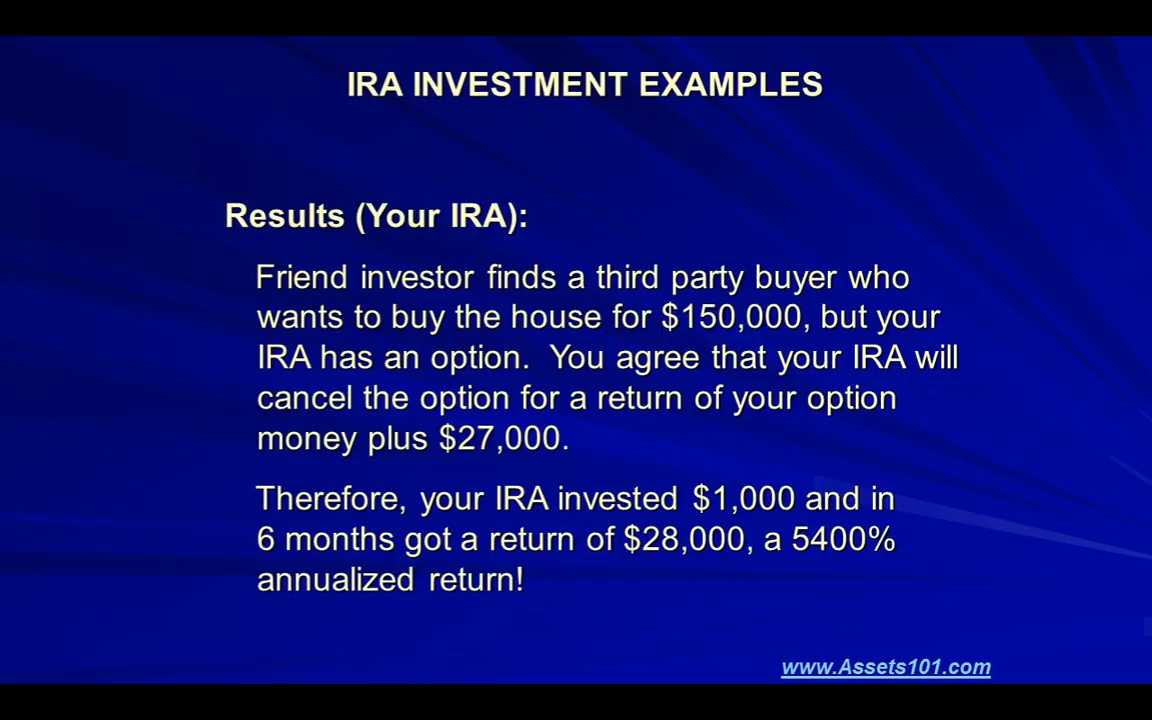 IRA INVESTMENT EXAMPLES
Results (Your IRA):
Friend investor finds a third party buyer who
wants to buy the house for $150,000, but your
IRA has an option.  You agree that your IRA will
cancel the option for a return of your option
money plus $27,000.
Therefore, your IRA invested $1,000 and in
6 months got a return of $28,000, a 5400%
annualized return!
www.Assets101.com